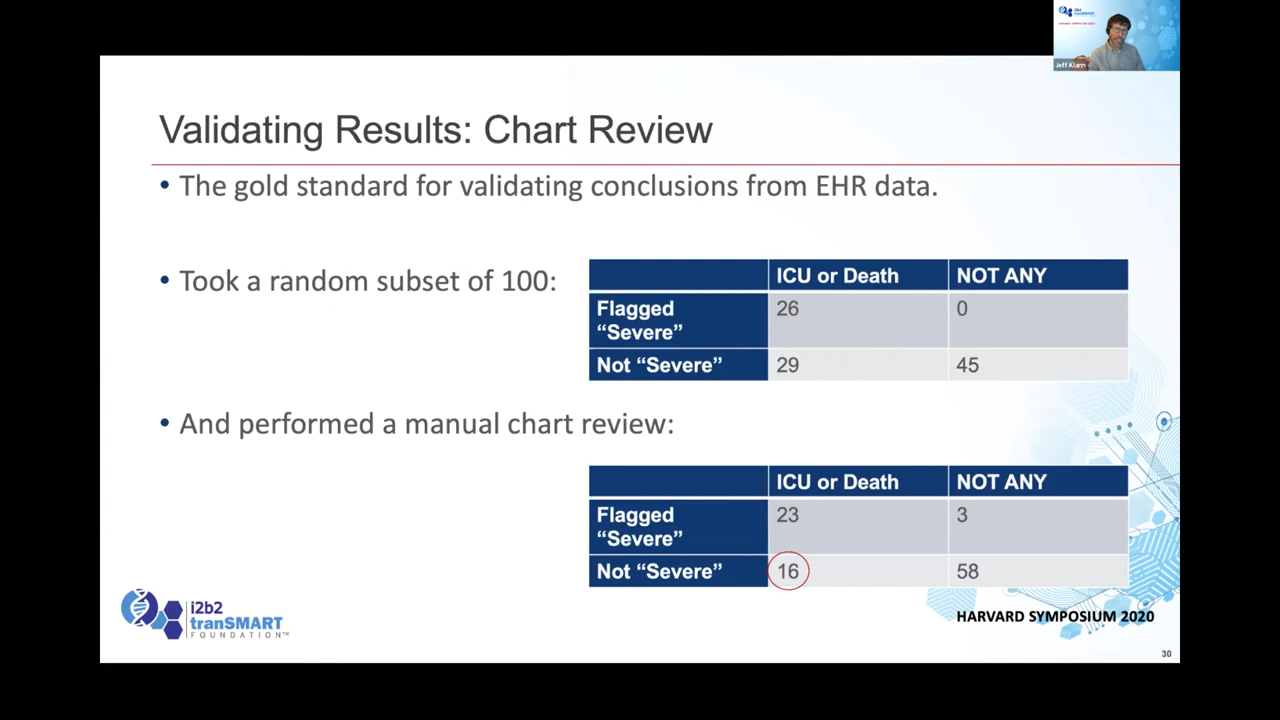 Jeff Klann
Validating Results: Chart Review
• The gold standard for validating conclusions from EHR data.
• Took a random subset of 100:
ICU or Death NOT ANY
Flagged
“Severe” 26 0
Not “Severe” 29 45
• And performed a manual chart review:
ICU or Death NOT ANY
Flagged
“Severe” 23 3
Not “Severe” 16 58
i2b2
tranSMART
FOUNDATION™
HARVARD SYMPOSIUM 2020
30